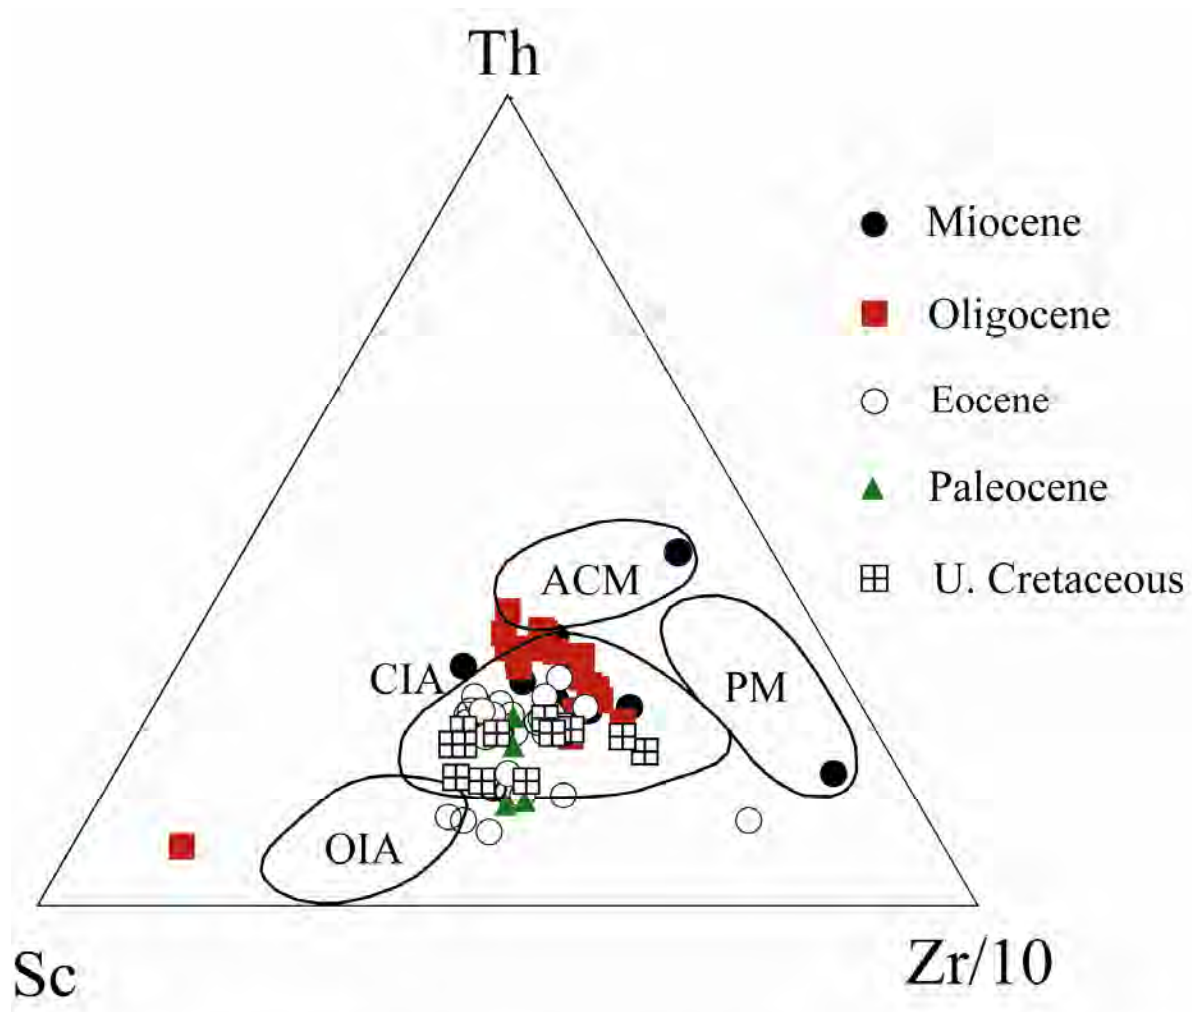 Th
Miocene
Oligocene
Eocene
Paleocene
U. Cretaceous
ACM
CIA
PM
OIA
Sc
Zr/10